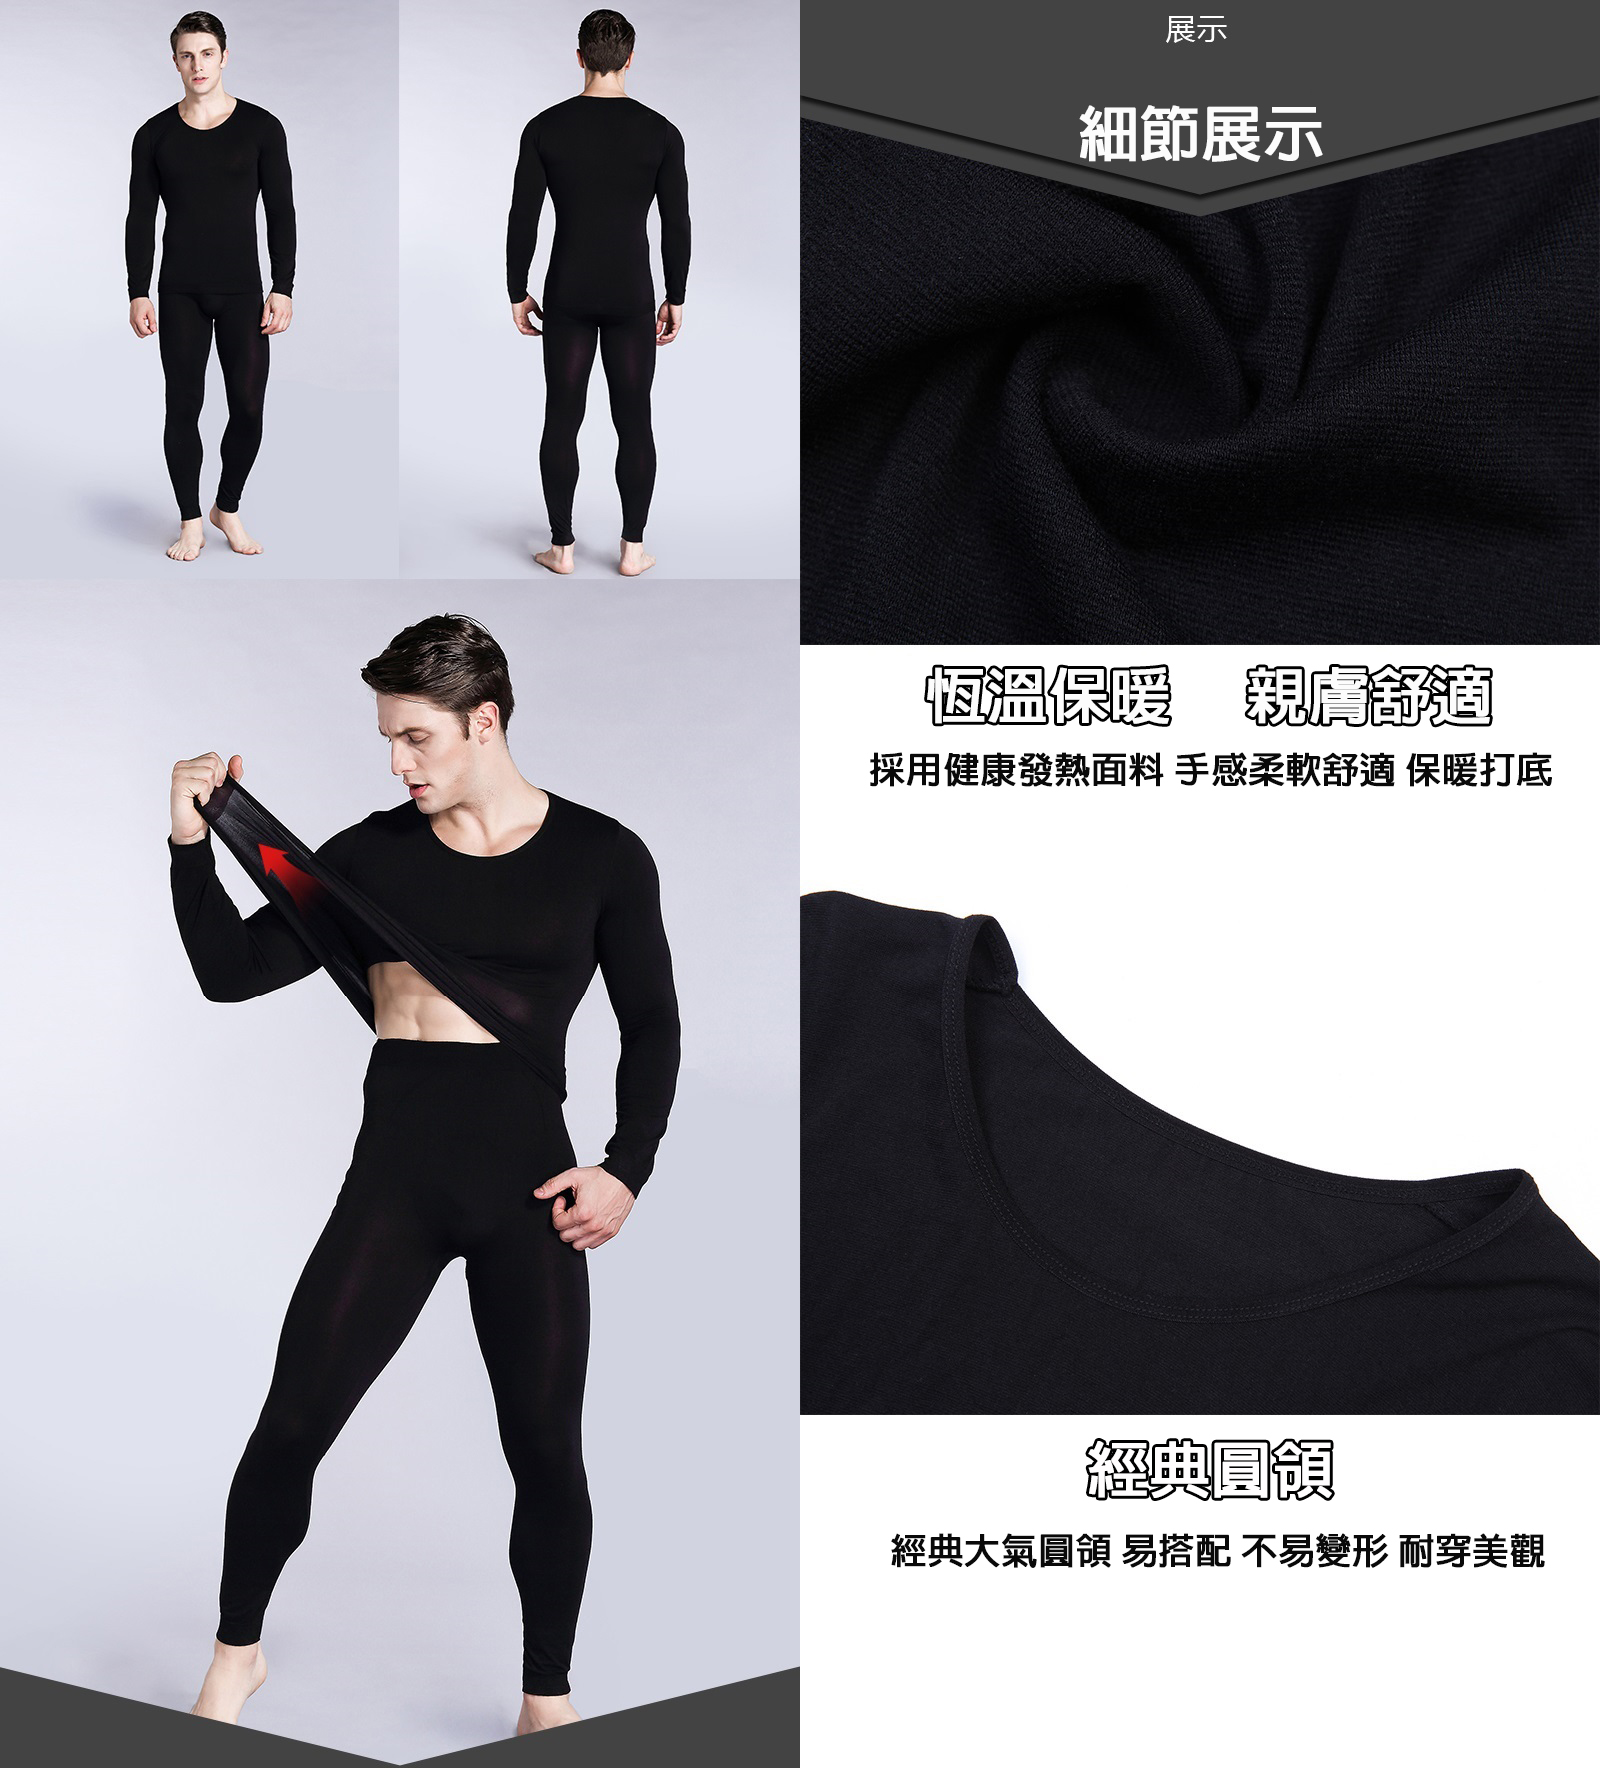 展示
細節展示
恆溫保暖 親膚舒適
採用健康發熱面料 手感柔軟舒適 保暖打底
經典圓領
經典大氣圓領 易搭配 不易變形 耐穿美觀